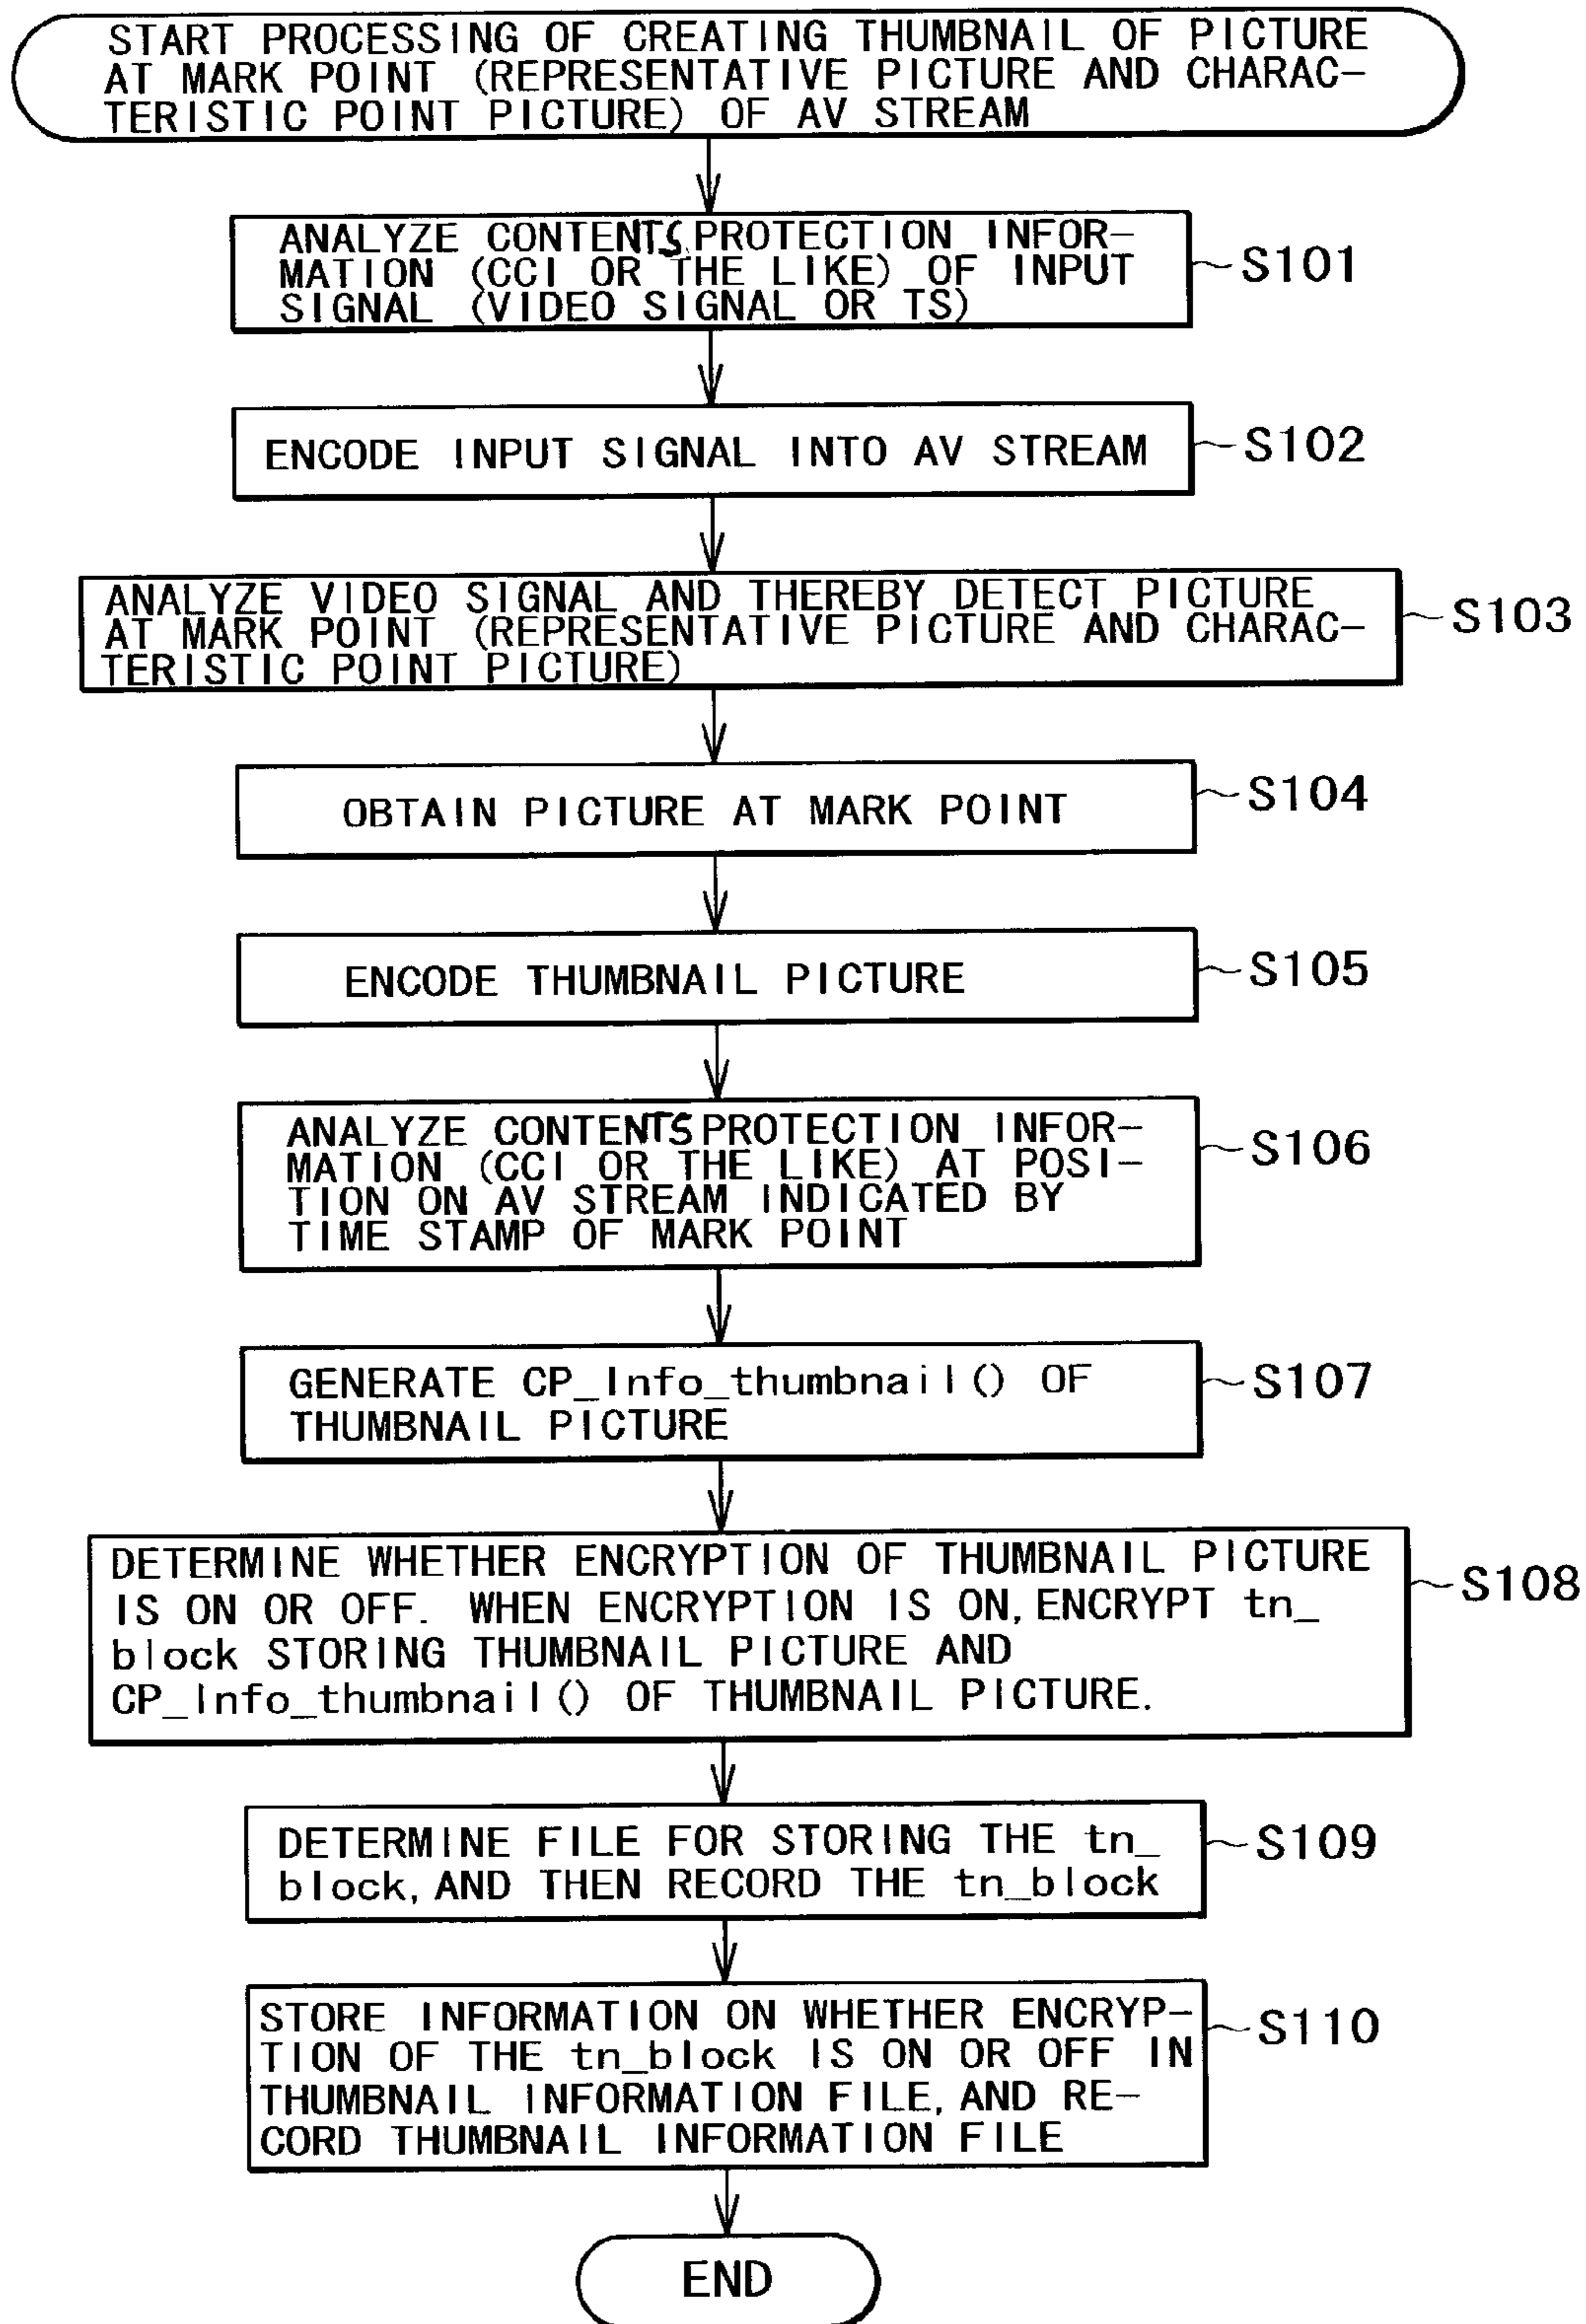 START PROCESSING OF CREATING THUMBNAIL OF PICTURE
AT MARK POINT (REPRESENTATIVE PICTURE AND CHARAC-
TERISTIC POINT PICTURE) OF AV STREAM
ANALYZE CONTENTS PROTECTION INFOR-
MATION (CCI OR THE LIKE) OF INPUT
SIGNAL (VIDEO SIGNAL OR TS)
S101
ENCODE INPUT SIGNAL INTO AV STREAM
S102
ANALYZE VIDEO SIGNAL AND THEREBY DETECT PICTURE
AT MARK POINT (REPRESENTATIVE PICTURE AND CHARAC-
TERISTIC POINT PICTURE)
S103
OBTAIN PICTURE AT MARK POINT
S104
ENCODE THUMBNAIL PICTURE
S105
ANALYZE CONTENTS PROTECTION INFOR-
MATION (CCI OR THE LIKE) AT POSI-
TION ON AV STREAM INDICATED BY
TIME STAMP OF MARK POINT
S106
GENERATE CP_Info_thumbnail() OF
THUMBNAIL PICTURE
S107
DETERMINE WHETHER ENCRYPTION OF THUMBNAIL PICTURE
IS ON OR OFF. WHEN ENCRYPTION IS ON, ENCRYPT tn_
block STORING THUMBNAIL PICTURE AND
CP_Info_thumbnail() OF THUMBNAIL PICTURE.
S108
DETERMINE FILE FOR STORING THE tn_
block, AND THEN RECORD THE tn_block
S109
STORE INFORMATION ON WHETHER ENCRYP-
TION OF THE tn_block IS ON OR OFF IN
THUMBNAIL INFORMATION FILE, AND RE-
CORD THUMBNAIL INFORMATION FILE
S110
END